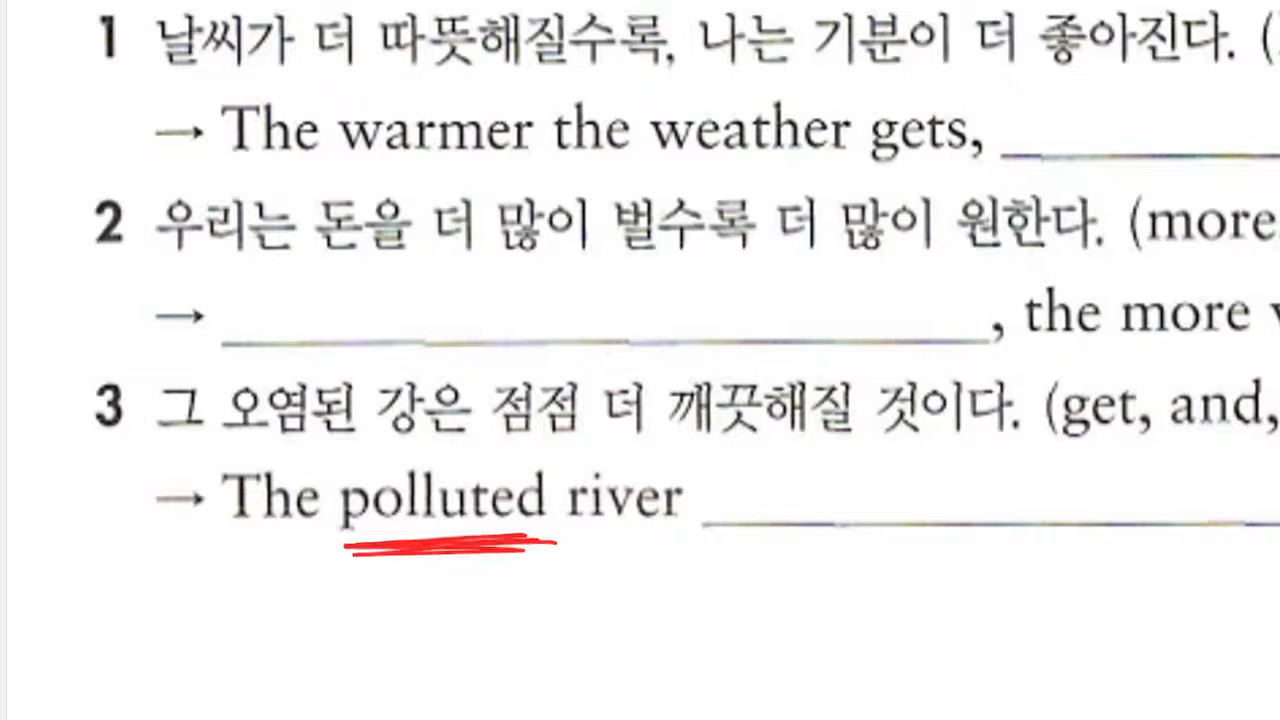 1 날씨가 더 따뜻해질수록, 나는 기분이 더 좋아진다. (
→ The warmer the weather gets, ____
2 우리는 돈을 더 많이 벌수록 더 많이 원한다. (more
→ ____, the more
3 그 오염된 강은 점점 더 깨끗해질 것이다. (get, and,
→ The polluted river ____